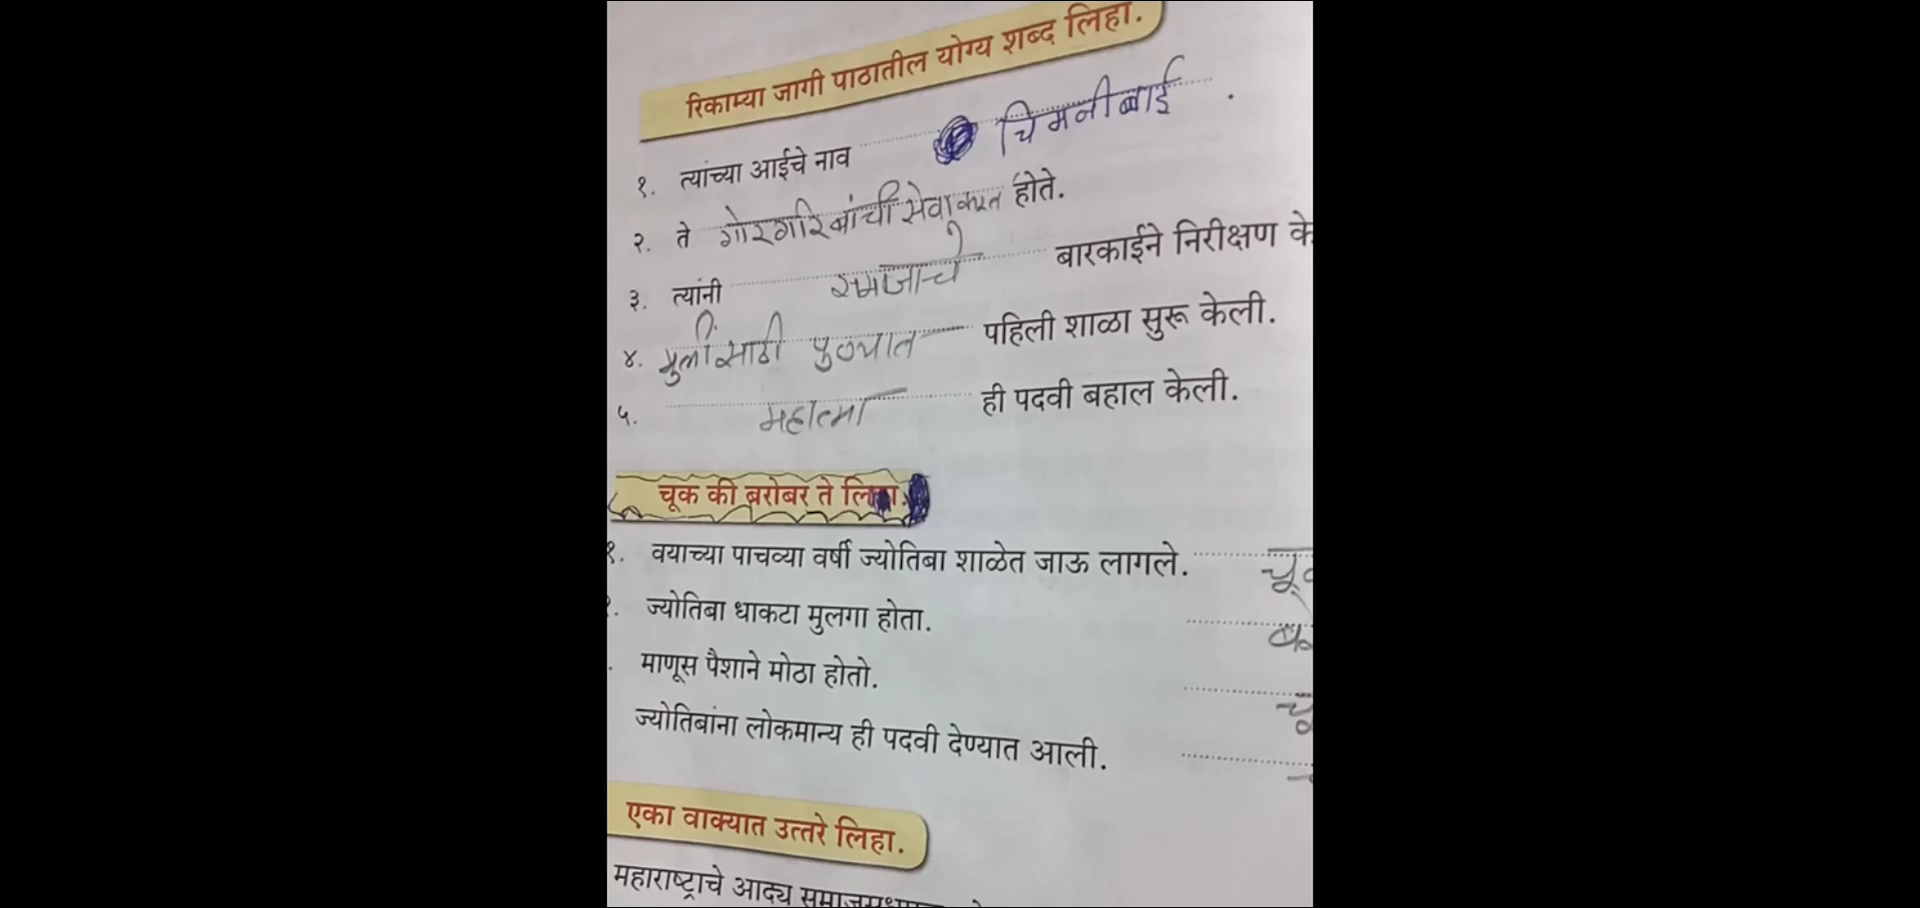 रिकाम्या जागी पाठातील योग्य शब्द लिहा.
१. त्यांच्या आईचे नाव चिमनीबाई .
२. ते गोरगरिबांची सेवा करत होते.
३. त्यांनी समाजाचे बारकाईने निरीक्षण के
४. मुलींसाठी पुण्यात पहिली शाळा सुरू केली.
५. महात्मा ही पदवी बहाल केली.
चूक की बरोबर ते लिहा.
१. वयाच्या पाचव्या वर्षी ज्योतिबा शाळेत जाऊ लागले. चू
ज्योतिबा धाकटा मुलगा होता. ब
माणूस पैशाने मोठा होतो. चू
ज्योतिबांना लोकमान्य ही पदवी देण्यात आली.
एका वाक्यात उत्तरे लिहा.
महाराष्ट्राचे आद्य